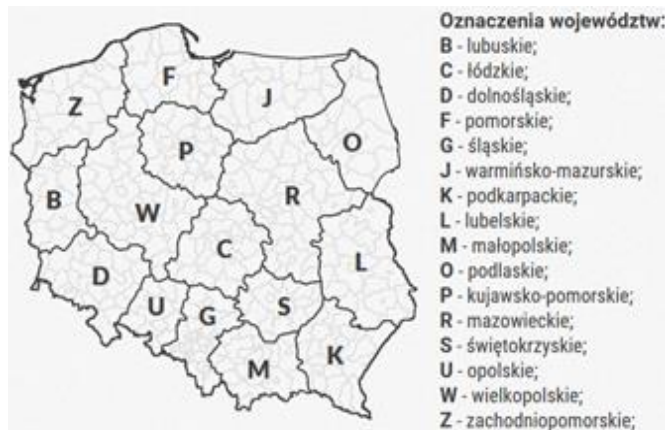 Oznaczenia województw:
B - lubuskie;
C - łódzkie;
D - dolnośląskie;
F - pomorskie;
G - śląskie;
J - warmińsko-mazurskie;
K - podkarpackie;
L - lubelskie;
M - małopolskie;
O - podlaskie;
P - kujawsko-pomorskie;
R - mazowieckie;
S - świętokrzyskie;
U - opolskie;
W - wielkopolskie;
Z - zachodniopomorskie;
F
Z
J
P
O
B
W
R
C
L
D
U
G
S
M
K